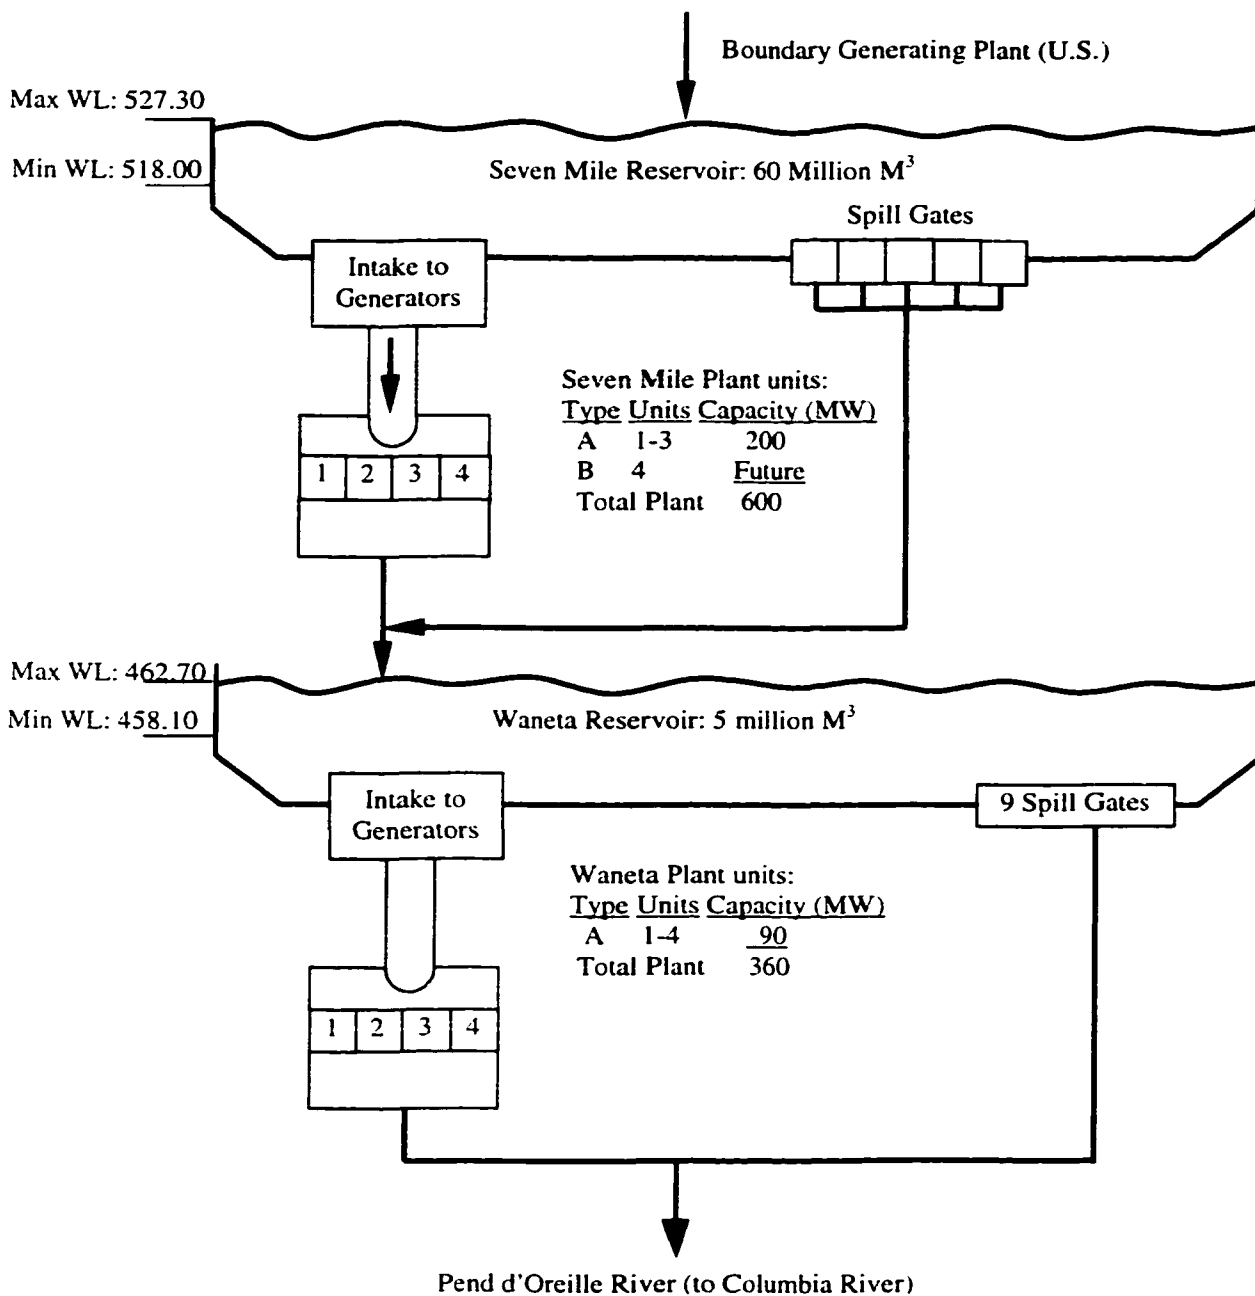 Boundary Generating Plant (U.S.)
Max WL: 527.30
Min WL: 518.00
Seven Mile Reservoir: 60 Million M³
Spill Gates
Intake to
Generators
Seven Mile Plant units:
Type Units Capacity (MW)
A 1-3 200
B 4 Future
Total Plant 600
1 2 3 4
Max WL: 462.70
Min WL: 458.10
Waneta Reservoir: 5 million M³
Intake to
Generators
9 Spill Gates
Waneta Plant units:
Type Units Capacity (MW)
A 1-4 90
Total Plant 360
1 2 3 4
Pend d'Oreille River (to Columbia River)